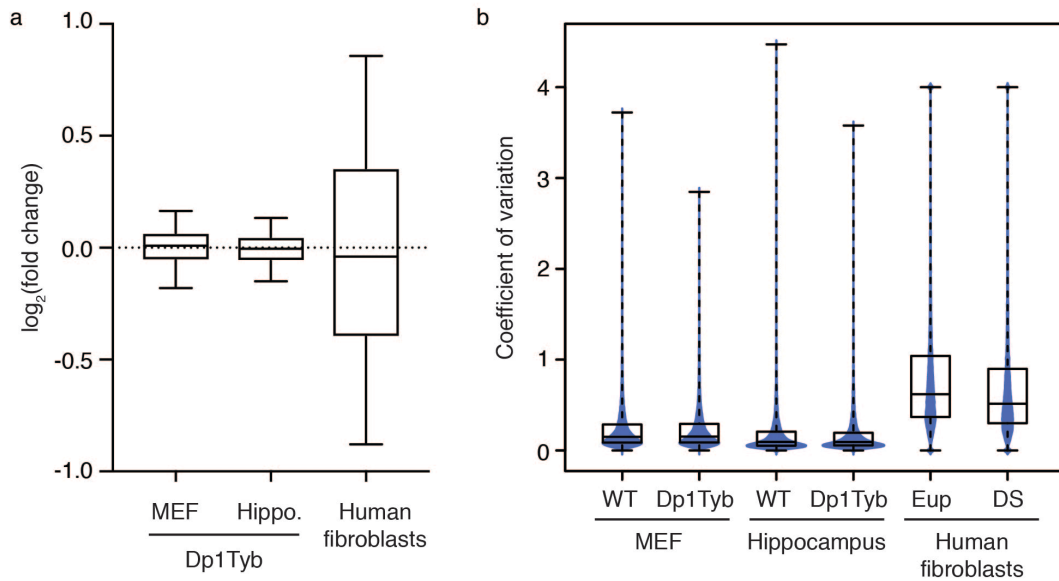 a
1.0
0.5
0.0
-0.5
-1.0
log2(fold change)
MEF
Hippo.
Human
fibroblasts
Dp1Tyb
b
4
3
2
1
0
Coefficient of variation
WT
Dp1Tyb
WT
Dp1Tyb
Eup
DS
MEF
Hippocampus
Human
fibroblasts